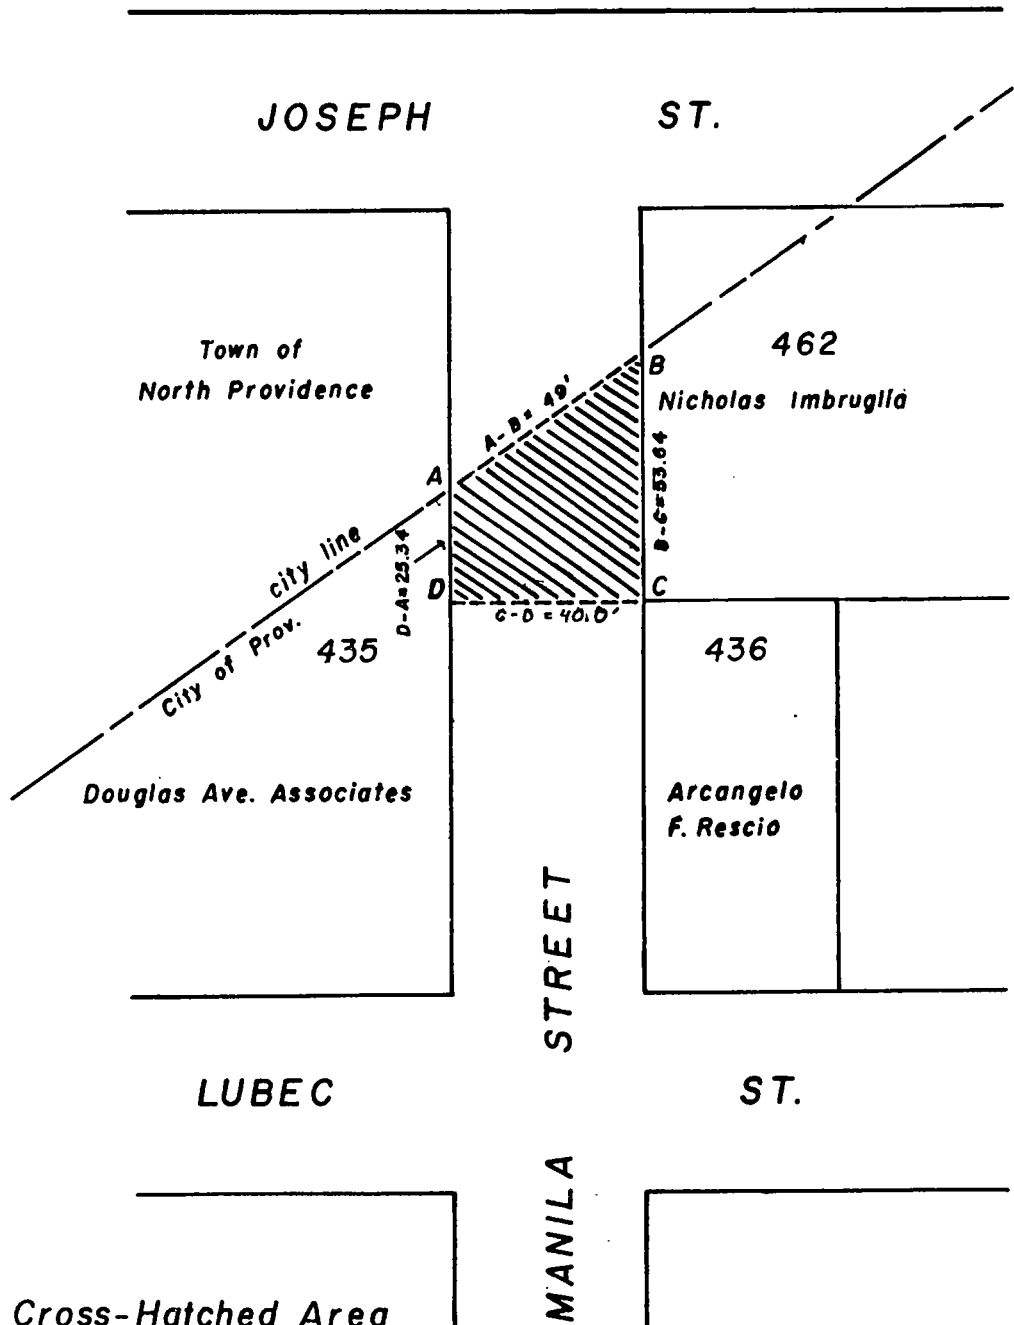 JOSEPH ST.
Town of
North Providence
462
Nicholas Imbruglia
A-B = 49'
B
A
B-C=53.64
city line
D-A=25.34
D
C
C-D = 40.0'
City of Prov.
435
436
Douglas Ave. Associates
Arcangelo
F. Rescio
MANILA STREET
LUBEC ST.
Cross-Hatched Area